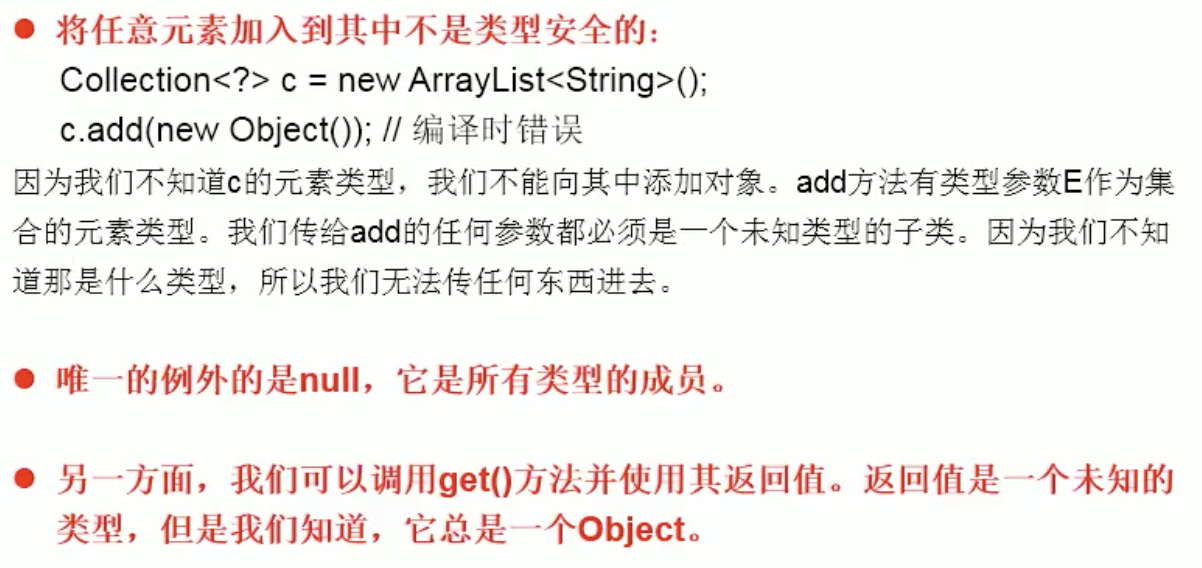 ● 将任意元素加入到其中不是类型安全的：
Collection<?> c = new ArrayList<String>();
c.add(new Object()); // 编译时错误
因为我们不知道c的元素类型，我们不能向其中添加对象。add方法有类型参数E作为集
合的元素类型。我们传给add的任何参数都必须是一个未知类型的子类。因为我们不知
道那是什么类型，所以我们无法传任何东西进去。
● 唯一的例外的是null，它是所有类型的成员。
● 另一方面，我们可以调用get()方法并使用其返回值。返回值是一个未知的
类型，但是我们知道，它总是一个Object。